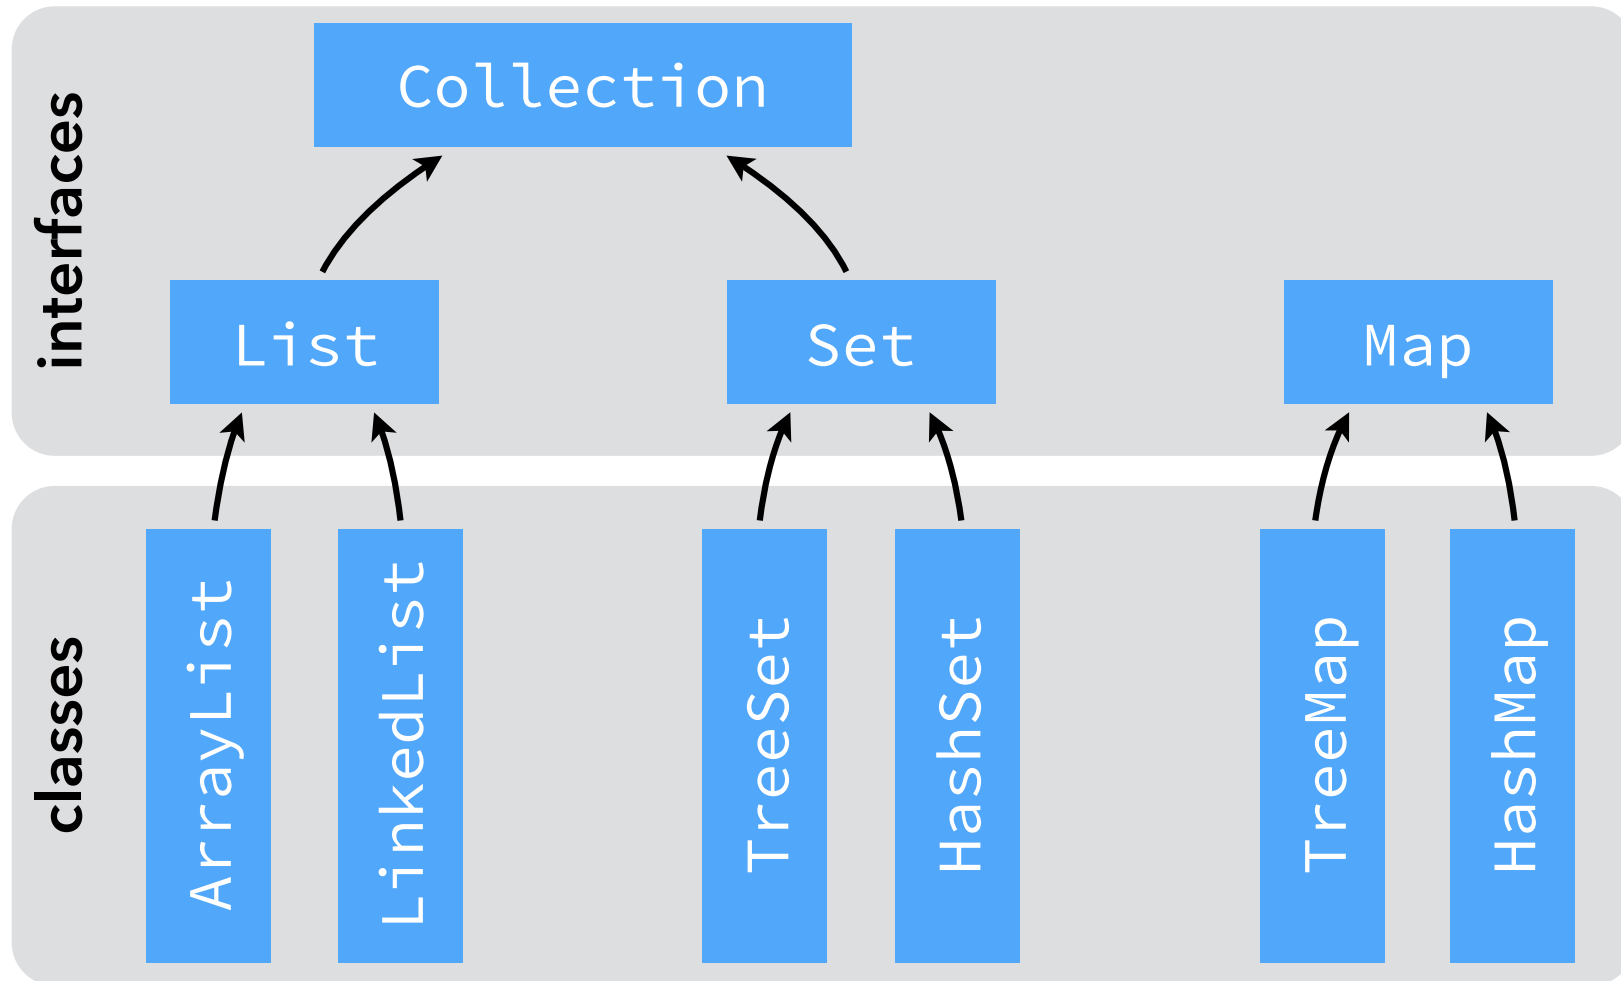 interfaces
Collection
List
Set
Map
classes
ArrayList
LinkedList
TreeSet
HashSet
TreeMap
HashMap